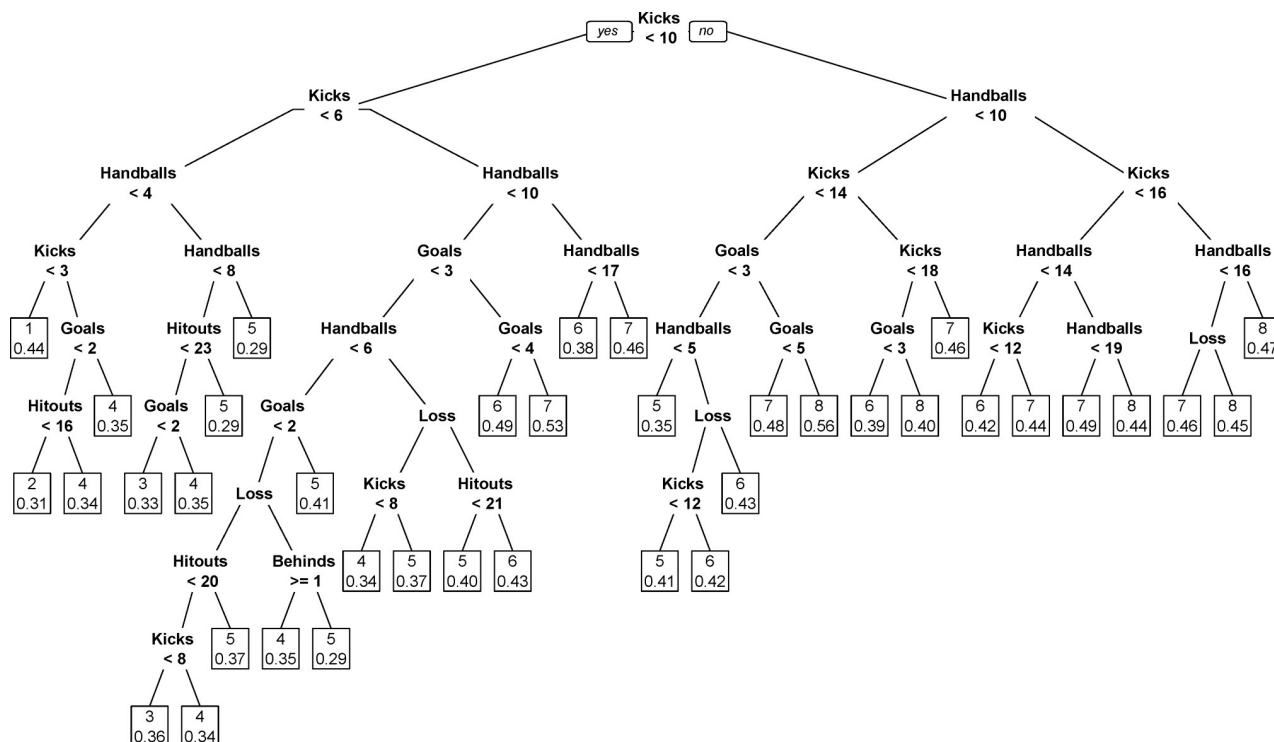 Kicks
yes
< 10
no
Kicks
< 6
Handballs
< 10
Handballs
< 4
Handballs
< 10
Kicks
< 14
Kicks
< 16
Kicks
< 3
Handballs
< 8
Goals
< 3
Handballs
< 17
Goals
< 3
Kicks
< 18
Handballs
< 14
Handballs
< 16
1
0.44
Goals
< 2
Hitouts
< 23
5
0.29
Handballs
< 6
Goals
< 4
6
0.38
7
0.46
Handballs
< 5
Goals
< 5
Goals
< 3
7
0.46
Kicks
< 12
Handballs
< 19
Loss
8
0.47
Hitouts
< 16
4
0.35
Goals
< 2
5
0.29
Goals
< 2
Loss
6
0.49
7
0.53
5
0.35
Loss
7
0.48
8
0.56
6
0.39
8
0.40
6
0.42
7
0.44
7
0.49
8
0.44
7
0.46
8
0.45
2
0.31
4
0.34
3
0.33
4
0.35
Loss
5
0.41
Kicks
< 8
Hitouts
< 21
Kicks
< 12
6
0.43
Hitouts
< 20
Behinds
>= 1
4
0.34
5
0.37
5
0.40
6
0.43
5
0.41
6
0.42
Kicks
< 8
5
0.37
4
0.35
5
0.29
3
0.36
4
0.34